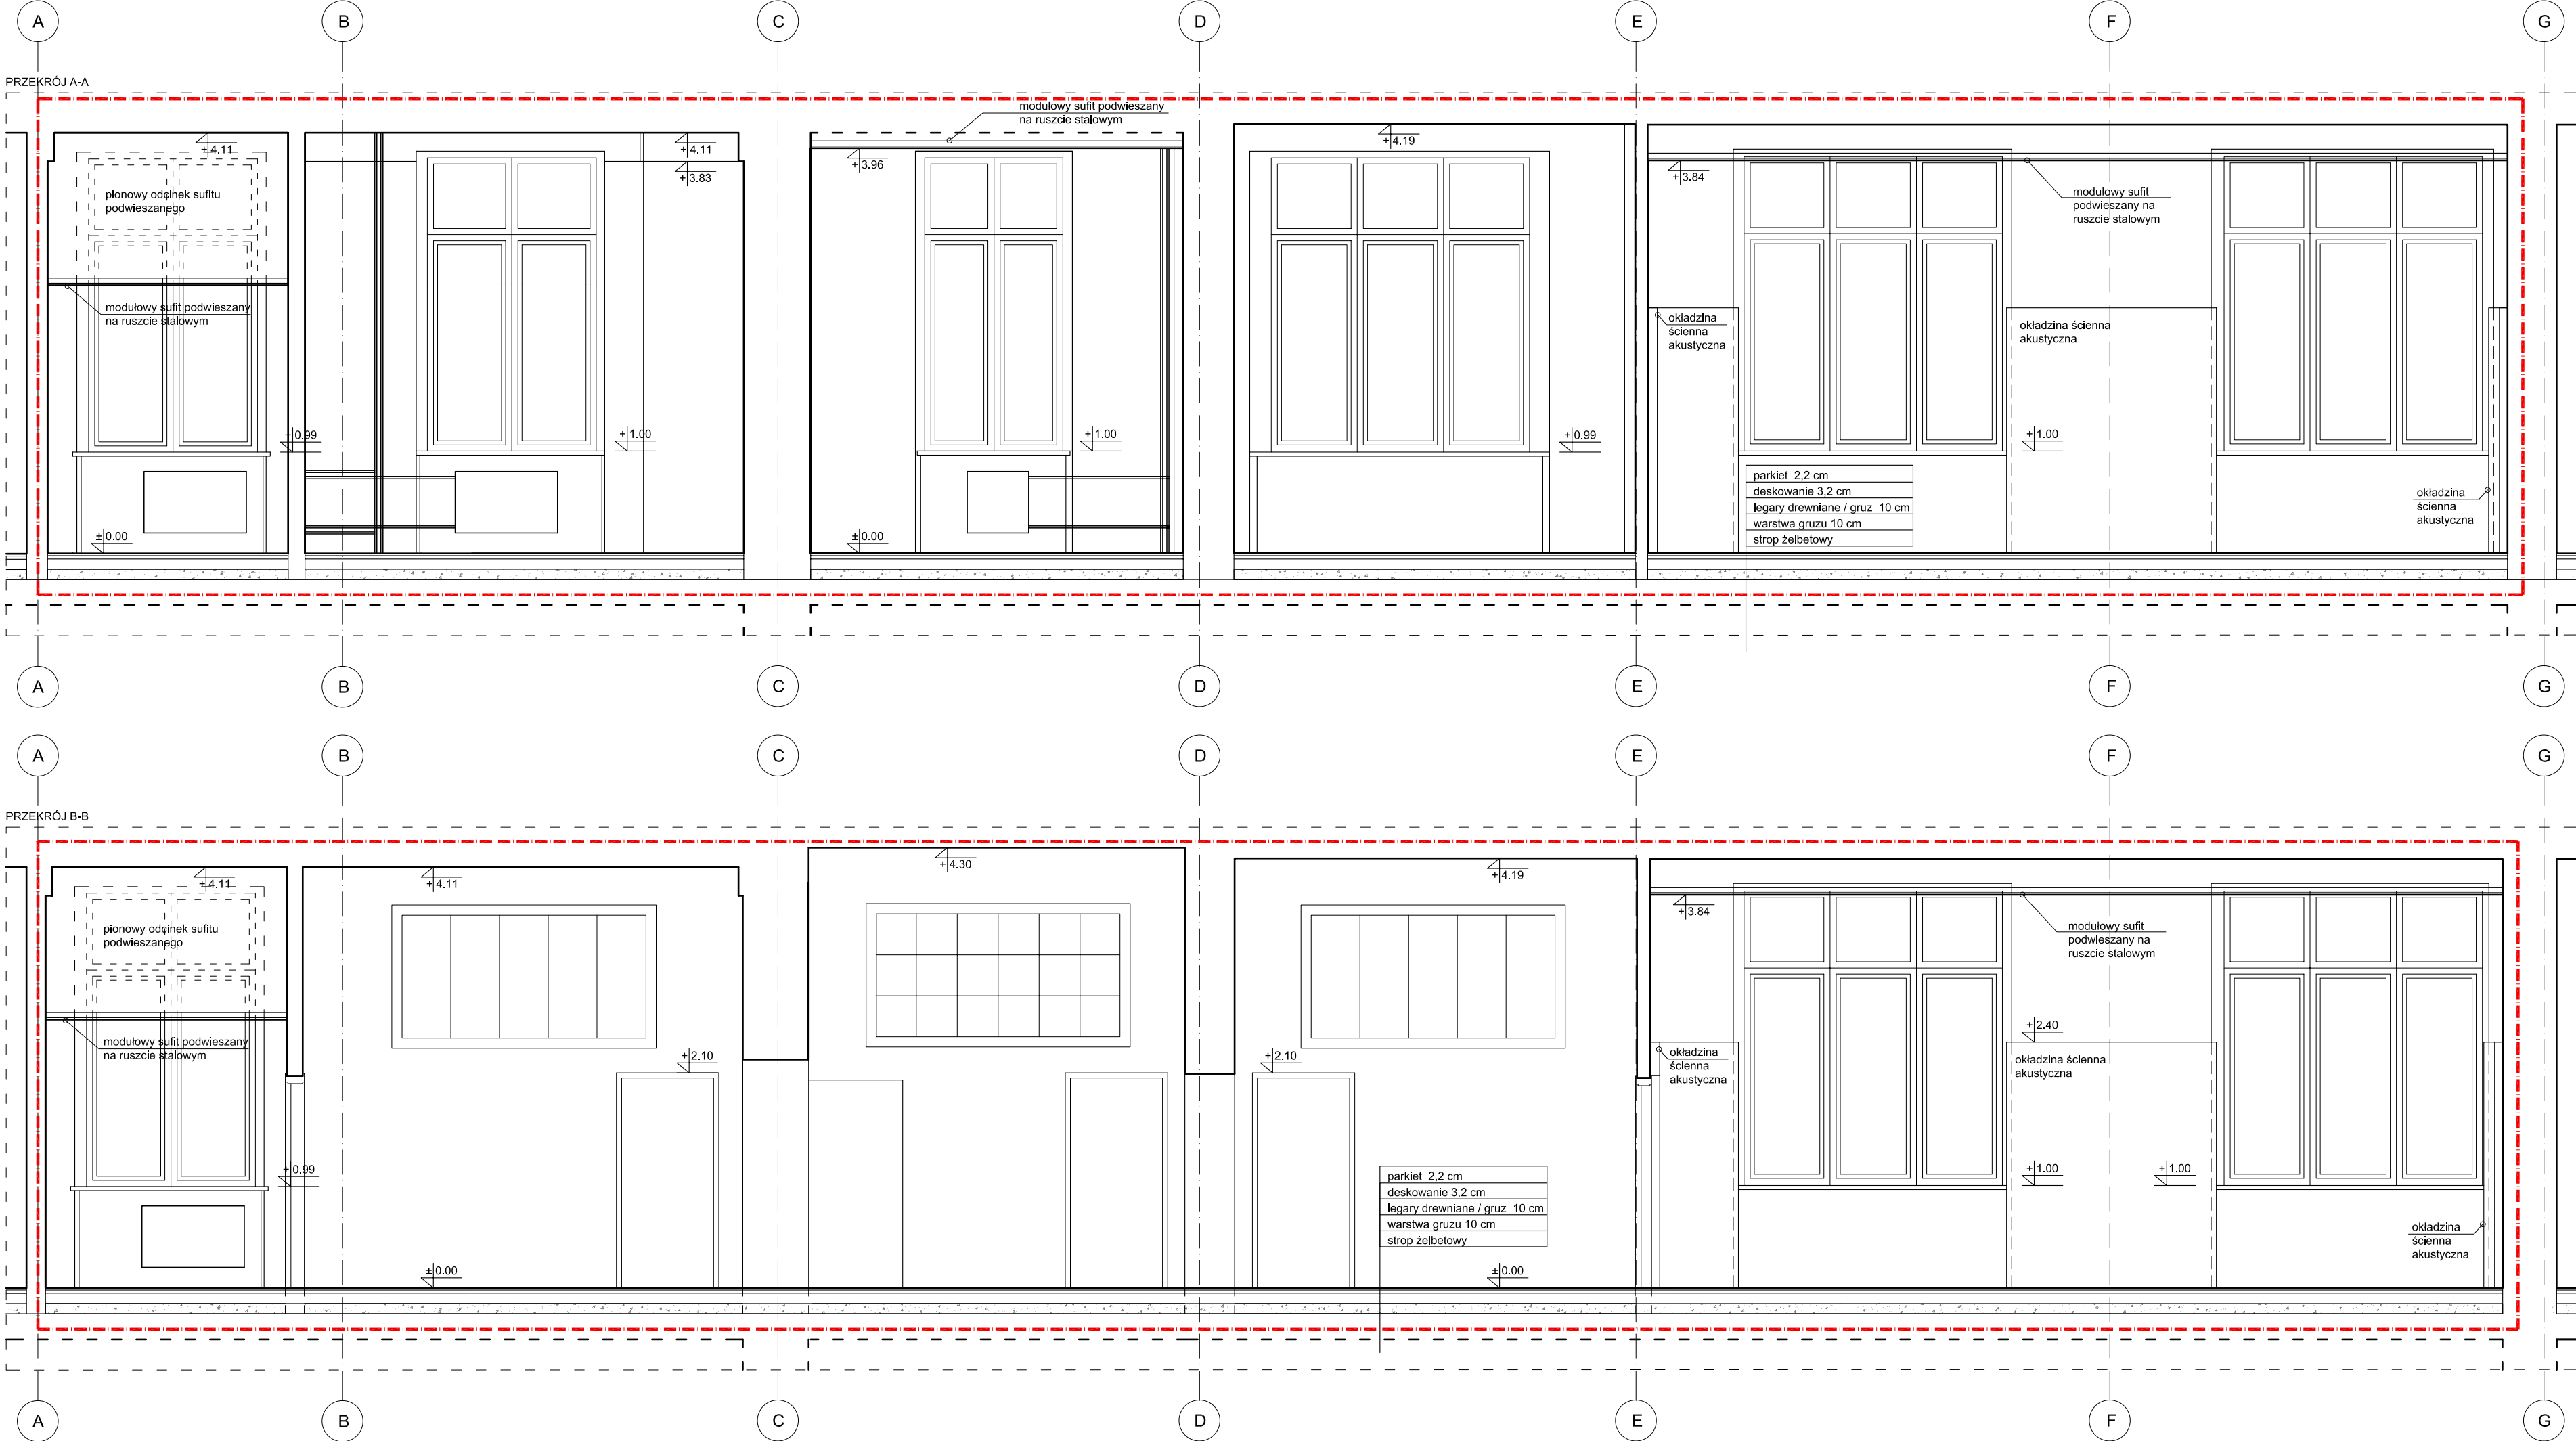 A B C D E F G
PRZEKRÓJ A-A
modułowy sufit podwieszany
na ruszcie stalowym
+4.11
+4.11
+3.83
+3.96
+4.19
+3.84
pionowy odcinek sufitu
podwieszanego
modułowy sufit
podwieszany na
ruszcie stalowym
modułowy sufit podwieszany
na ruszcie stalowym
okładzina
ścienna
akustyczna
okładzina ścienna
akustyczna
+0.99
+1.00
+1.00
+0.99
+1.00
parkiet 2,2 cm
deskowanie 3,2 cm
legary drewniane / gruz 10 cm
warstwa gruzu 10 cm
strop żelbetowy
okładzina
ścienna
akustyczna
±0.00
±0.00
A B C D E F G
A B C D E F G
PRZEKRÓJ B-B
+4.11
+4.11
+4.30
+4.19
+3.84
pionowy odcinek sufitu
podwieszanego
modułowy sufit
podwieszany na
ruszcie stalowym
modułowy sufit podwieszany
na ruszcie stalowym
+2.10
+2.10
okładzina
ścienna
akustyczna
+2.40
okładzina ścienna
akustyczna
+0.99
+1.00
+1.00
parkiet 2,2 cm
deskowanie 3,2 cm
legary drewniane / gruz 10 cm
warstwa gruzu 10 cm
strop żelbetowy
okładzina
ścienna
akustyczna
±0.00
±0.00
A B C D E F G